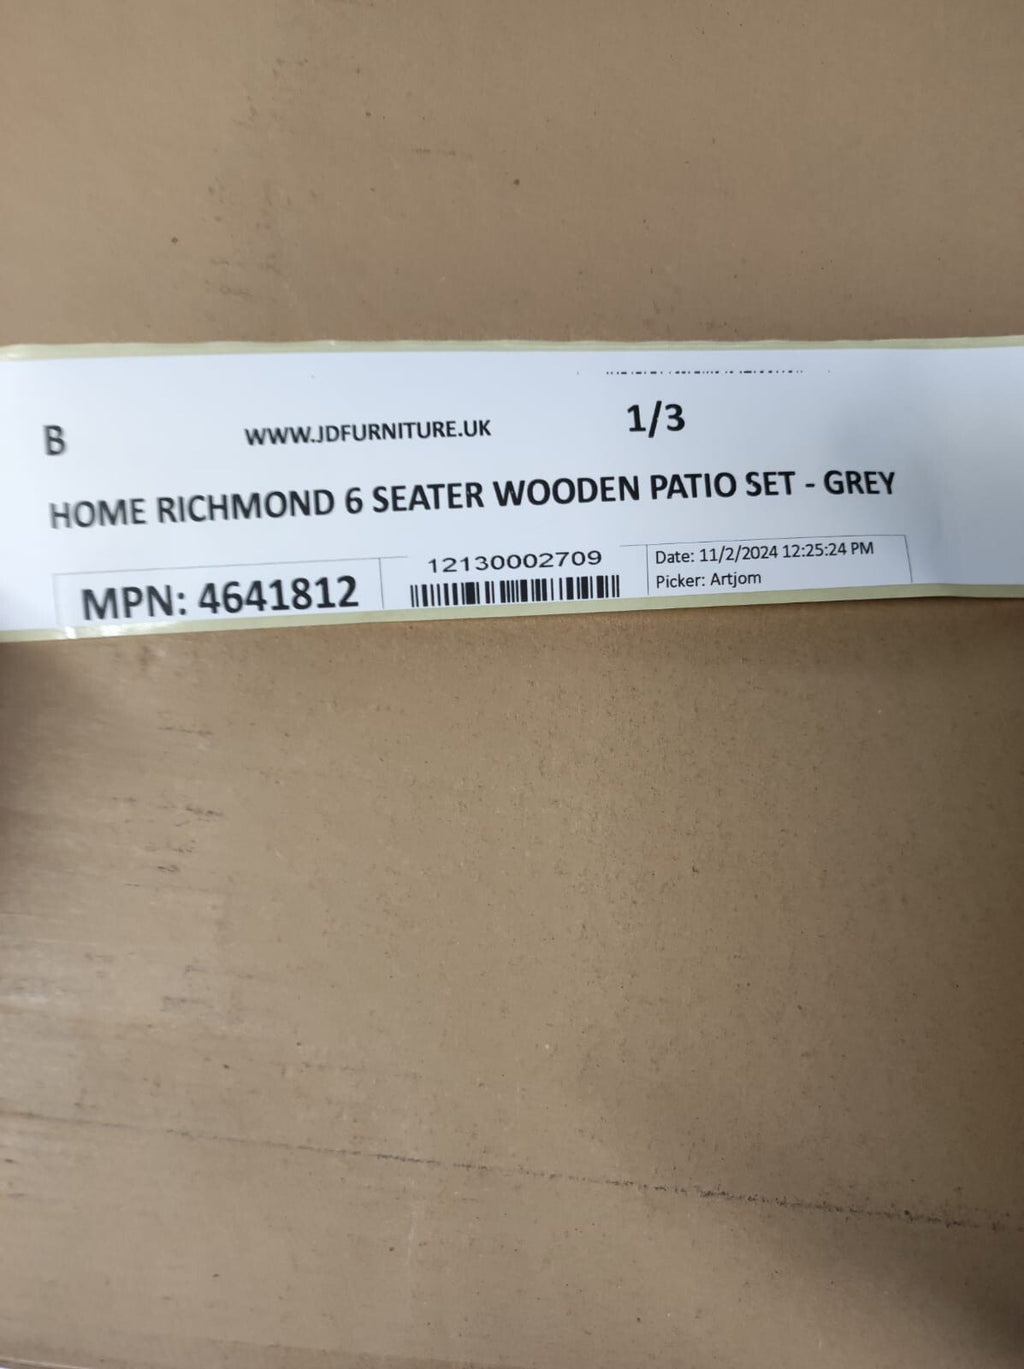 B WWW.JDFURNITURE.UK 1/3
HOME RICHMOND 6 SEATER WOODEN PATIO SET - GREY
MPN: 4641812
12130002709
Date: 11/2/2024 12:25:24 PM
Picker: Artjom